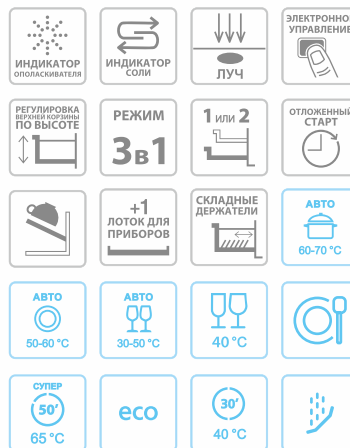 ИНДИКАТОР
ОПОЛАСКИВАТЕЛЯ
ИНДИКАТОР
СОЛИ
ЛУЧ
ЭЛЕКТРОННО
УПРАВЛЕНИЕ
РЕГУЛИРОВКА
ВЕРХНЕЙ КОРЗИНЫ
ПО ВЫСОТЕ
РЕЖИМ
3в1
1 или 2
ОТЛОЖЕННЫЙ
СТАРТ
+1
ЛОТОК ДЛЯ
ПРИБОРОВ
СКЛАДНЫЕ
ДЕРЖАТЕЛИ
АВТО
60-70 °C
АВТО
50-60 °C
АВТО
30-50 °C
40 °C
СУПЕР
50'
65 °C
eco
30'
40 °C